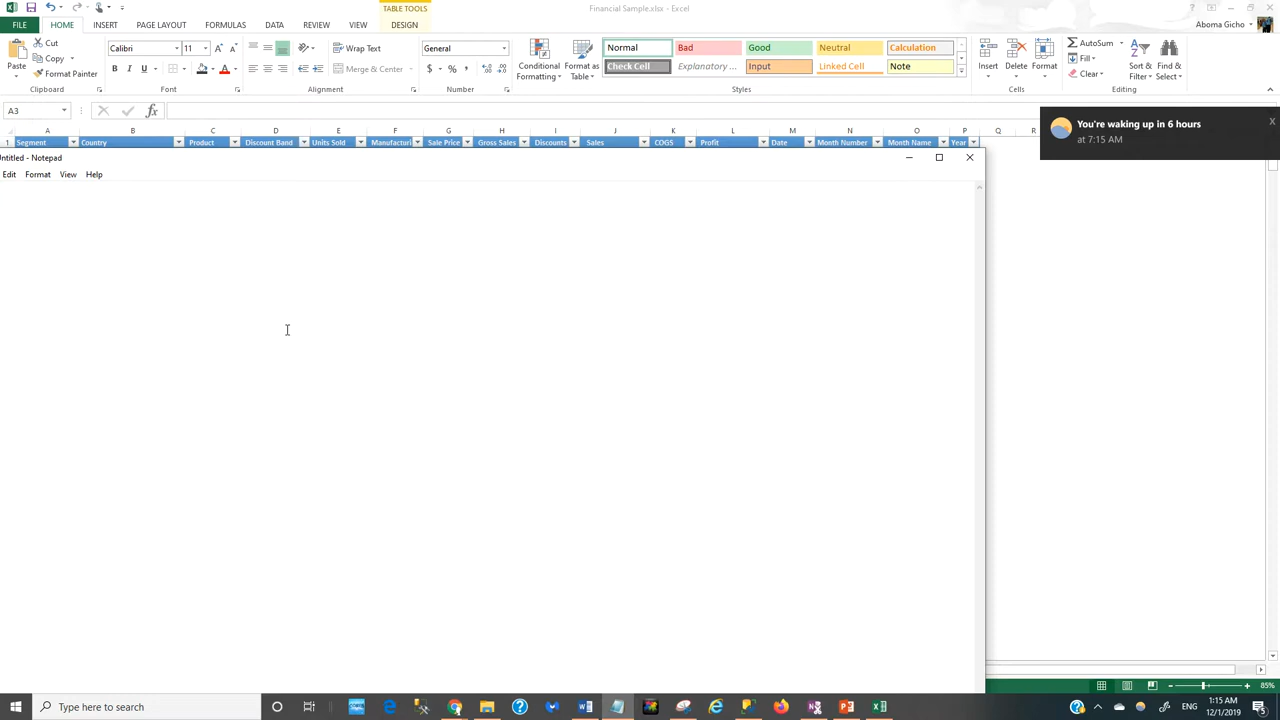 TABLE TOOLS
Financial Sample.xlsx - Excel
FILE HOME INSERT PAGE LAYOUT FORMULAS DATA REVIEW VIEW DESIGN
Aboma Gicho
Cut
Copy
Format Painter
Paste
Clipboard
Calibri 11
B I U
Font
Wrap Text
Merge & Center
Alignment
General
$ % ,
Number
Conditional Formatting
Format as Table
Normal Bad Good Neutral Calculation
Check Cell Explanatory ... Input Linked Cell Note
Styles
Insert Delete Format
Cells
AutoSum
Fill
Clear
Sort & Filter
Find & Select
Editing
A3
fx
You're waking up in 6 hours
at 7:15 AM
X
A B C D E F G H I J K L M N O P Q R
1 Segment Country Product Discount Band Units Sold Manufacturi Sale Price Gross Sales Discounts Sales COGS Profit Date Month Number Month Name Year
Untitled - Notepad
Edit Format View Help
85%
Type here to search
ENG
1:15 AM
12/1/2019